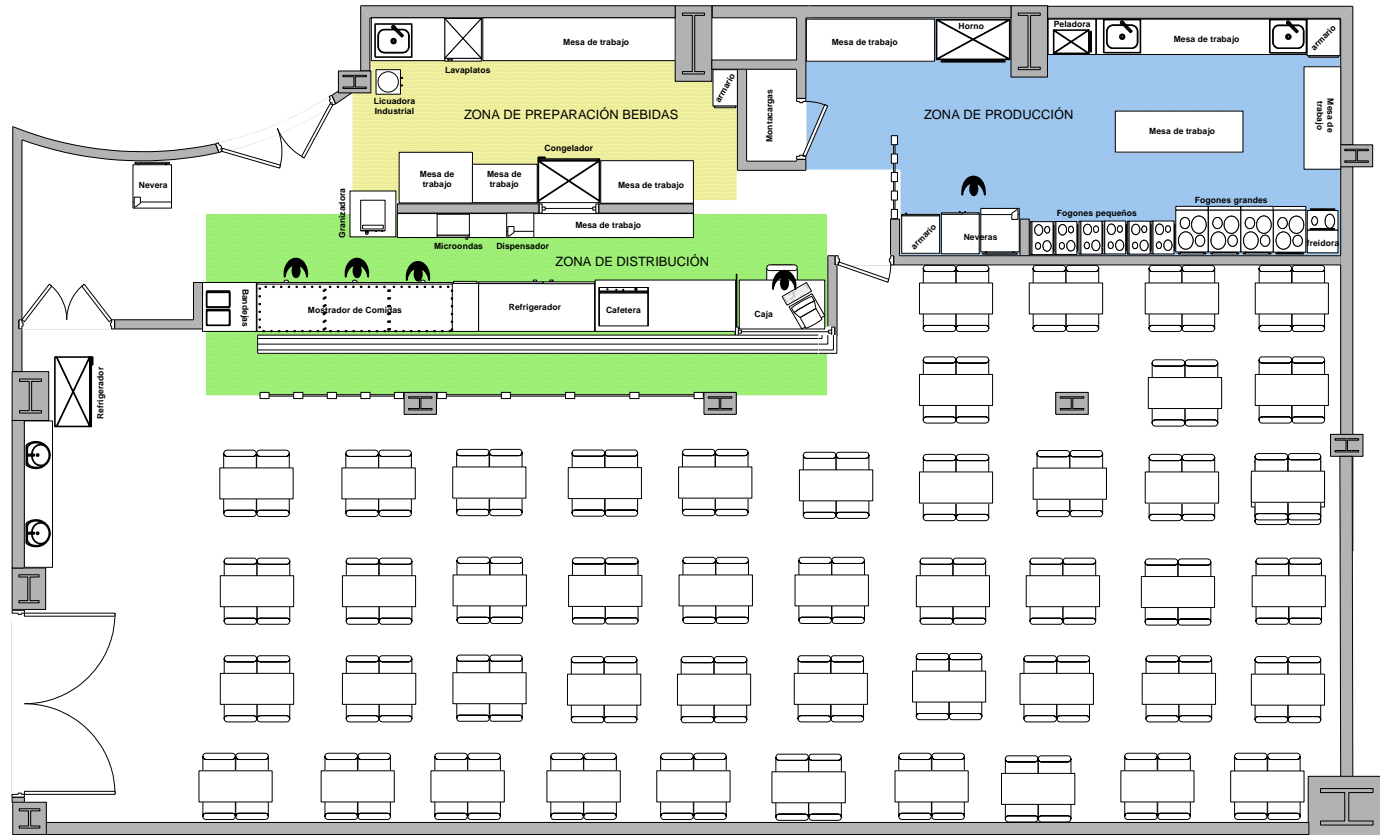 Mesa de trabajo
Lavaplatos
Licuadora
Industrial
armario
ZONA DE PREPARACIÓN BEBIDAS
Montacargas
Mesa de trabajo
Horno
Peladora
Mesa de trabajo
armario
ZONA DE PRODUCCIÓN
Mesa de trabajo
Mesa de
trabajo
Nevera
Granizadora
Mesa de
trabajo
Mesa de
trabajo
Congelador
Mesa de
trabajo
Microondas
Dispensador
Mesa de trabajo
armario
Neveras
Fogones pequeños
Fogones grandes
freidora
ZONA DE DISTRIBUCIÓN
Bandejas
Mostrador de Comidas
Refrigerador
Cafetera
Caja
Refrigerador